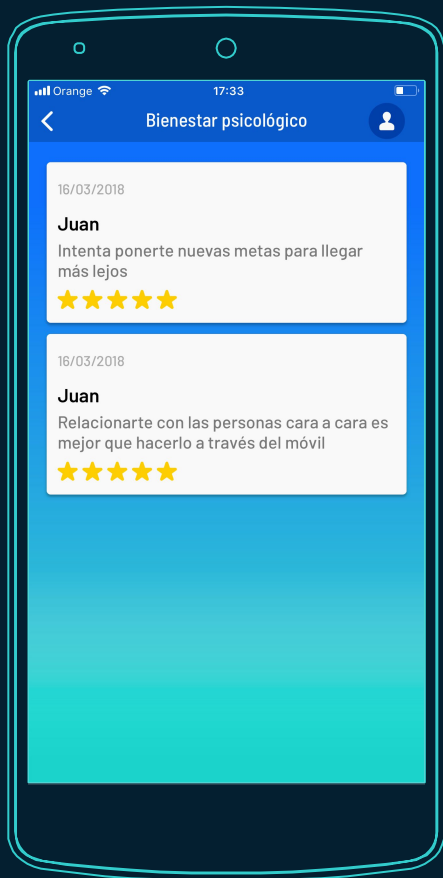 Orange 17:33
Bienestar psicológico
16/03/2018
Juan
Intenta ponerte nuevas metas para llegar
más lejos
16/03/2018
Juan
Relacionarte con las personas cara a cara es
mejor que hacerlo a través del móvil